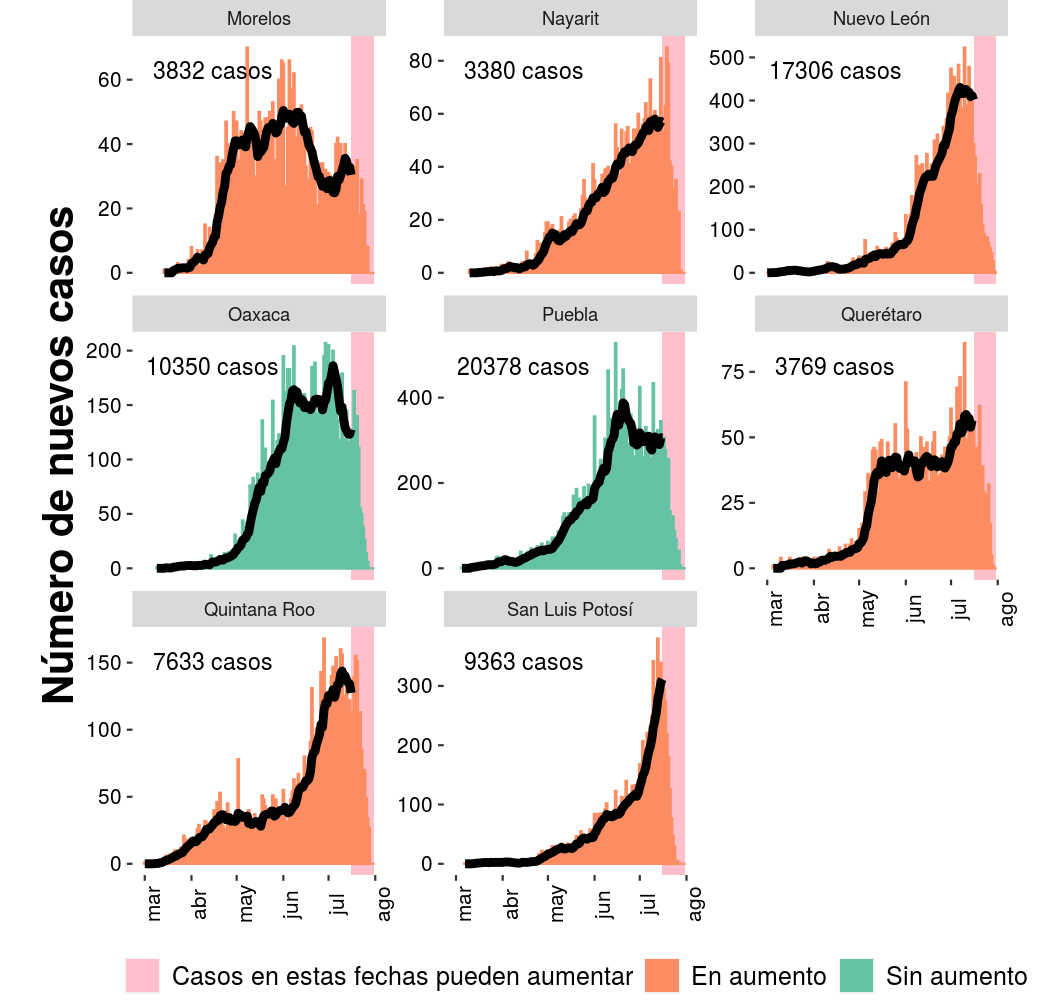 Número de nuevos casos
Morelos
3832 casos
60
40
20
0
Nayarit
3380 casos
80
60
40
20
0
Nuevo León
17306 casos
500
400
300
200
100
0
Oaxaca
10350 casos
200
150
100
50
0
Puebla
20378 casos
400
200
0
Querétaro
3769 casos
75
50
25
0
mar
abr
may
jun
jul
ago
Quintana Roo
7633 casos
150
100
50
0
mar
abr
may
jun
jul
ago
San Luis Potosí
9363 casos
300
200
100
0
mar
abr
may
jun
jul
ago
Casos en estas fechas pueden aumentar
En aumento
Sin aumento